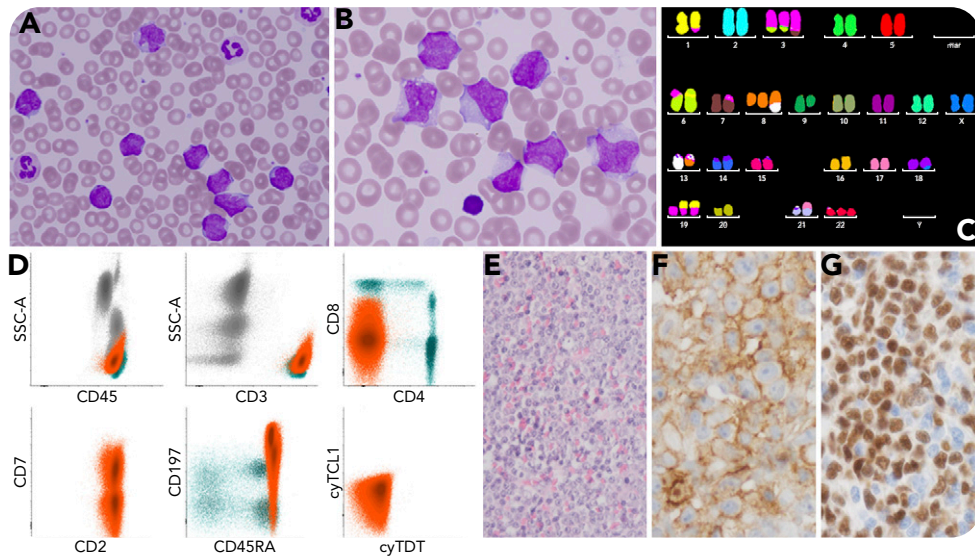 A
B
1
2
3
4
5
mar
6
7
8
9
10
11
12
X
13
14
15
16
17
18
19
20
21
22
Y
C
D
SSC-A
CD45
SSC-A
CD3
CD8
CD4
CD7
CD2
CD197
CD45RA
cyTCL1
cyTDT
E
F
G